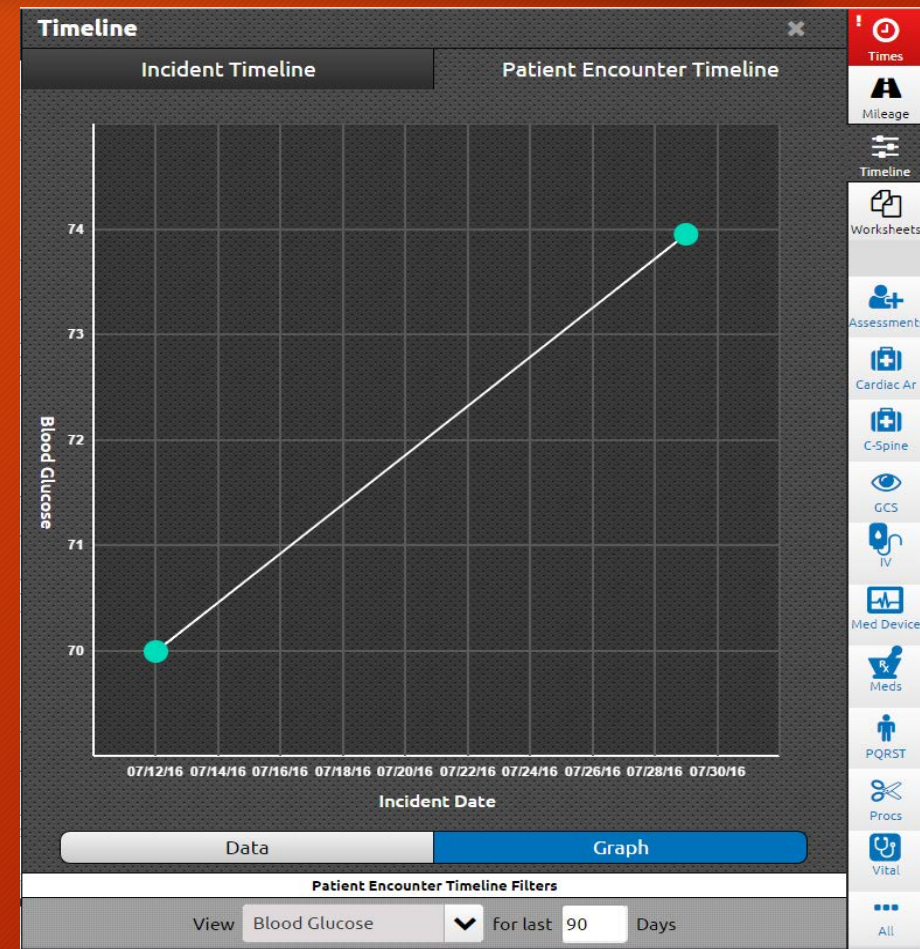 Timeline
Incident Timeline
Patient Encounter Timeline
74
73
72
71
70
Blood Glucose
07/12/16 07/14/16 07/16/16 07/18/16 07/20/16 07/22/16 07/24/16 07/26/16 07/28/16 07/30/16
Incident Date
Data
Graph
Patient Encounter Timeline Filters
View Blood Glucose for last 90 Days
!
Times
Mileage
Timeline
Worksheets
Assessment
Cardiac Ar
C-Spine
GCS
IV
Med Device
Rx
Meds
PQRST
Procs
Vital
All